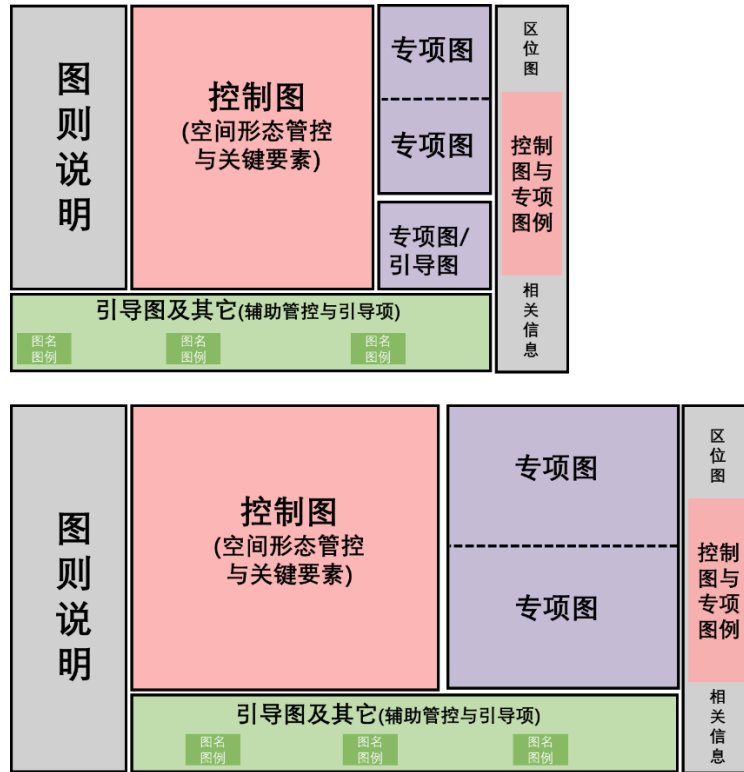 图
则
说
明
控制图
(空间形态管控
与关键要素)
专项图
专项图
专项图/
引导图
区
位
图
控制
图与
专项
图例
相
关
信
息
引导图及其它(辅助管控与引导项)
图名
图例
图名
图例
图名
图例
图
则
说
明
控制图
(空间形态管控
与关键要素)
专项图
专项图
区
位
图
控制
图与
专项
图例
相
关
信
息
引导图及其它(辅助管控与引导项)
图名
图例
图名
图例
图名
图例